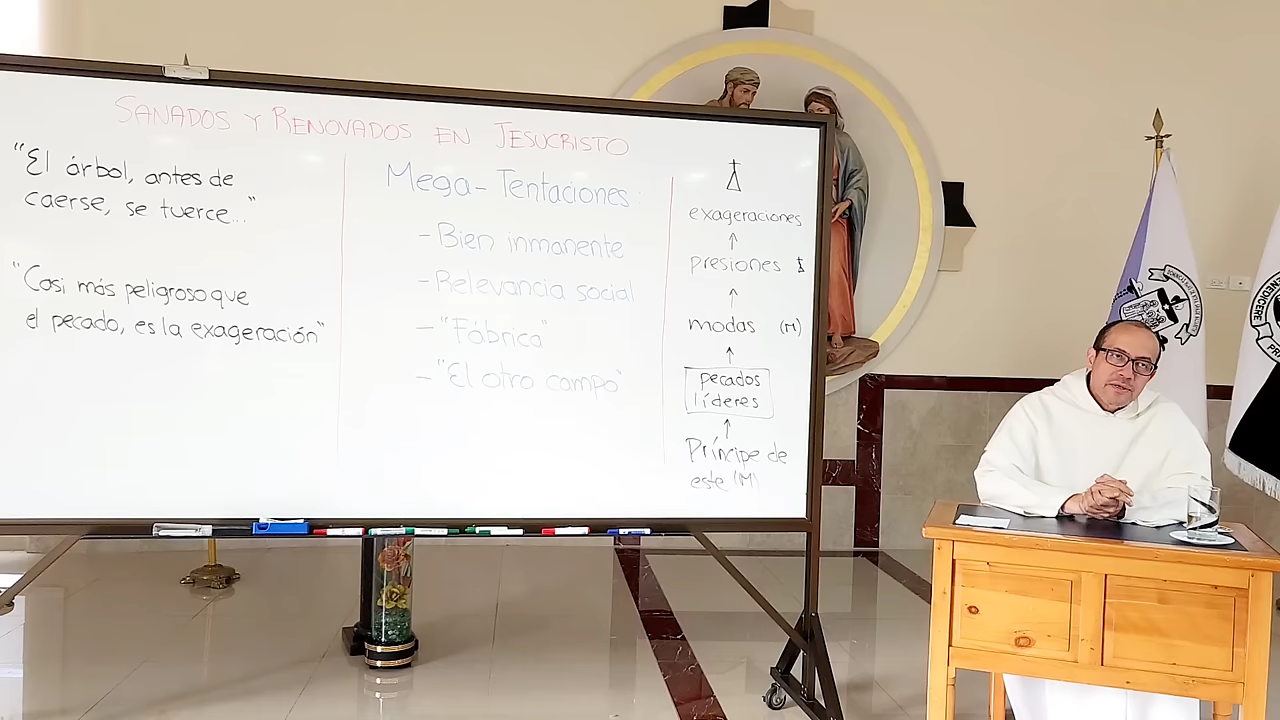 SANADOS Y RENOVADOS EN JESUCRISTO
"El árbol, antes de
caerse, se tuerce..."
"Casi más peligroso que
el pecado, es la exageración"
Mega-Tentaciones:
- Bien inmanente
- Relevancia social
- "Fábrica"
- "El otro campo"
exageraciones
↑
presiones
↑
modas (M)
↑
pecados
líderes
↑
Príncipe de
este (M)